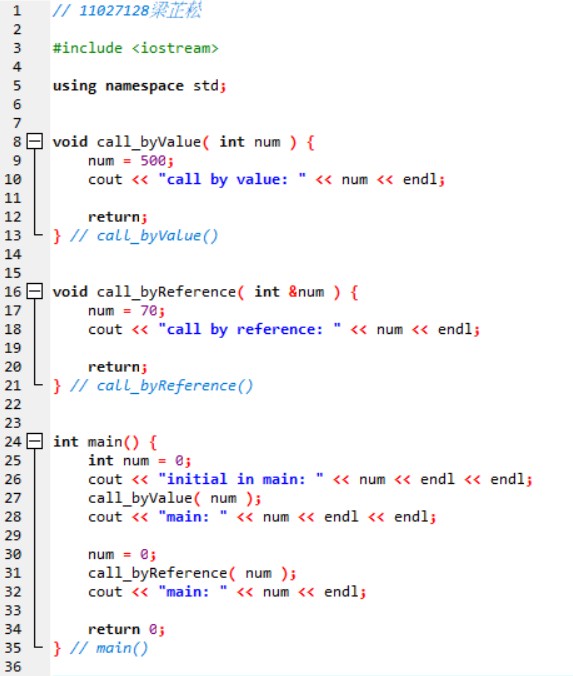 1 // 11027128梁芷松
2
3 #include <iostream>
4
5 using namespace std;
6
7
8 void call_byValue( int num ) {
9 num = 500;
10 cout << "call by value: " << num << endl;
11
12 return;
13 } // call_byValue()
14
15
16 void call_byReference( int &num ) {
17 num = 70;
18 cout << "call by reference: " << num << endl;
19
20 return;
21 } // call_byReference()
22
23
24 int main() {
25 int num = 0;
26 cout << "initial in main: " << num << endl << endl;
27 call_byValue( num );
28 cout << "main: " << num << endl << endl;
29
30 num = 0;
31 call_byReference( num );
32 cout << "main: " << num << endl;
33
34 return 0;
35 } // main()
36